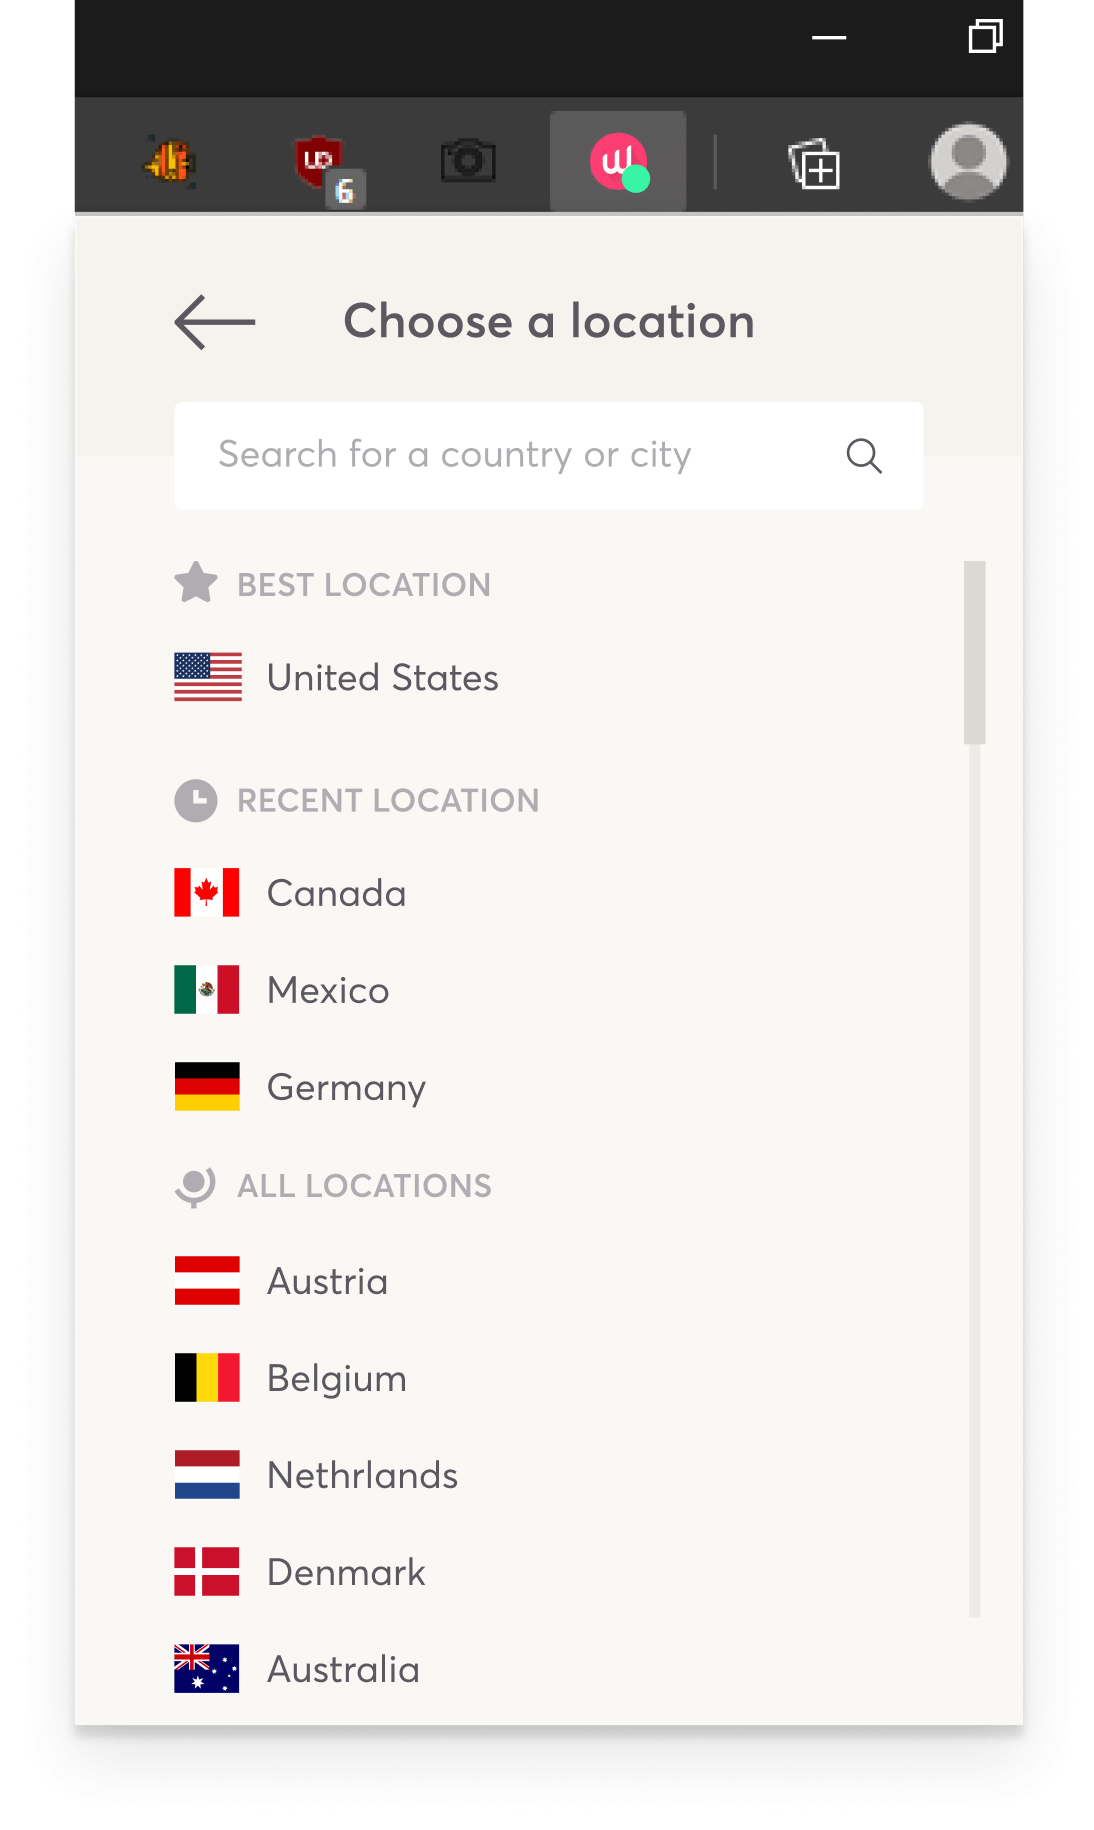 UO
6
w
Choose a location
Search for a country or city
BEST LOCATION
United States
RECENT LOCATION
Canada
Mexico
Germany
ALL LOCATIONS
Austria
Belgium
Nethrlands
Denmark
Australia